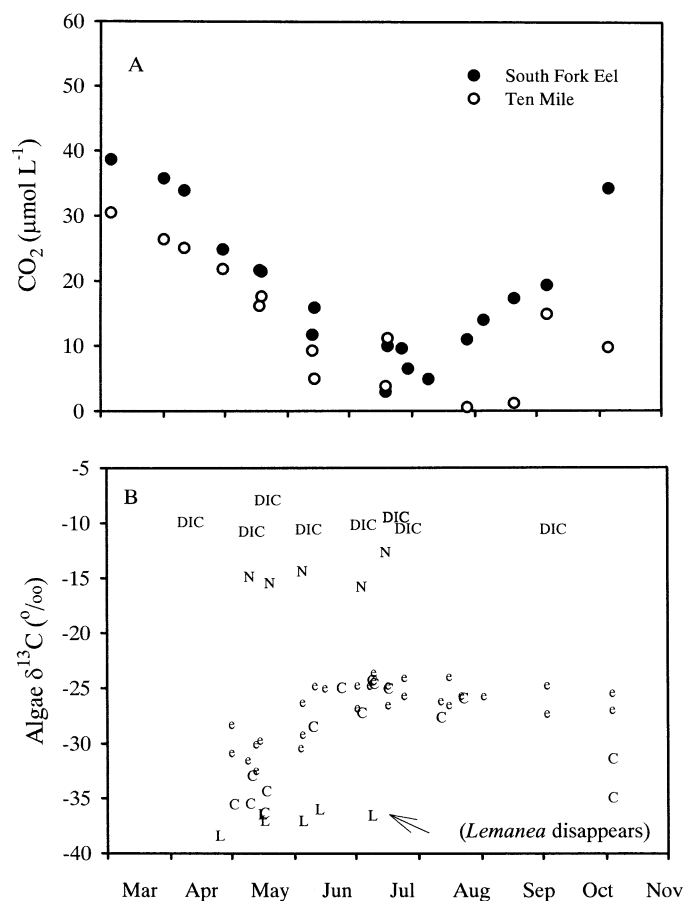 60
A
South Fork Eel
50
Ten Mile
40
CO2 (μmol L-1)
30
20
10
0
-5
B
DIC
-10
DIC
DIC
DIC
DIC
DIC
DIC
DIC
N
-15
N
N
N
N
-20
Algae δ13C (o/oo)
-25
e e e e C e e e e C e C e e e e e e C e C e e e e e
-30
e e e e e e e C C C C C C C
-35
L L L L L L
(Lemanea disappears)
-40
Mar Apr May Jun Jul Aug Sep Oct Nov